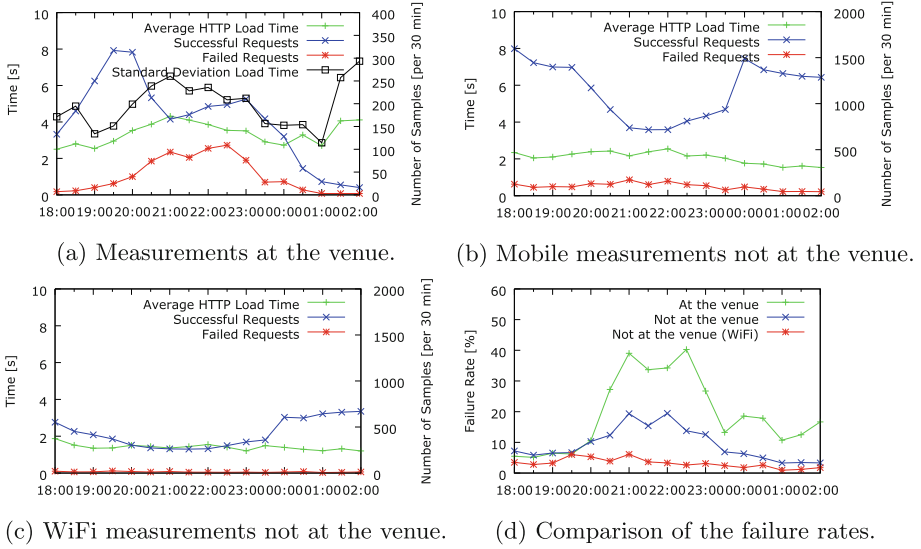 Average HTTP Load Time
Successful Requests
Failed Requests
Standard Deviation Load Time
Time [s]
0
2
4
6
8
10
Number of Samples [per 30 min]
0
50
100
150
200
250
300
350
400
18:00 19:00 20:00 21:00 22:00 23:00 00:00 01:00 02:00
(a) Measurements at the venue.
Average HTTP Load Time
Successful Requests
Failed Requests
Time [s]
0
2
4
6
8
10
Number of Samples [per 30 min]
0
500
1000
1500
2000
18:00 19:00 20:00 21:00 22:00 23:00 00:00 01:00 02:00
(b) Mobile measurements not at the venue.
Average HTTP Load Time
Successful Requests
Failed Requests
Time [s]
0
2
4
6
8
10
Number of Samples [per 30 min]
0
500
1000
1500
2000
18:00 19:00 20:00 21:00 22:00 23:00 00:00 01:00 02:00
(c) WiFi measurements not at the venue.
At the venue
Not at the venue
Not at the venue (WiFi)
Failure Rate [%]
0
10
20
30
40
50
60
18:00 19:00 20:00 21:00 22:00 23:00 00:00 01:00 02:00
(d) Comparison of the failure rates.